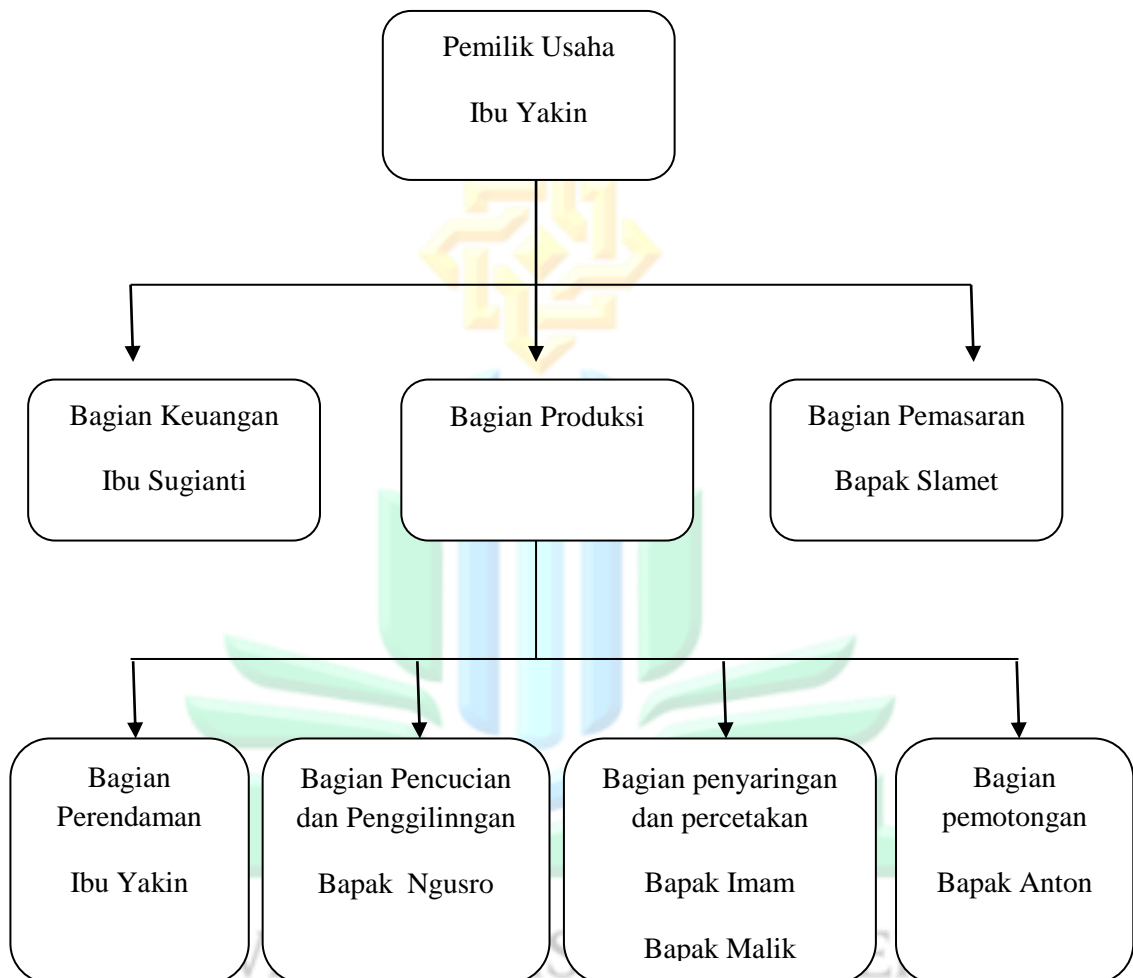 Pemilik Usaha
Ibu Yakin
Bagian Keuangan
Ibu Sugianti
Bagian Produksi
Bagian Pemasaran
Bapak Slamet
Bagian
Perendaman
Ibu Yakin
Bagian Pencucian
dan Penggilinngan
Bapak Ngusro
Bagian penyaringan
dan percetakan
Bapak Imam
Bapak Malik
Bagian
pemotongan
Bapak Anton